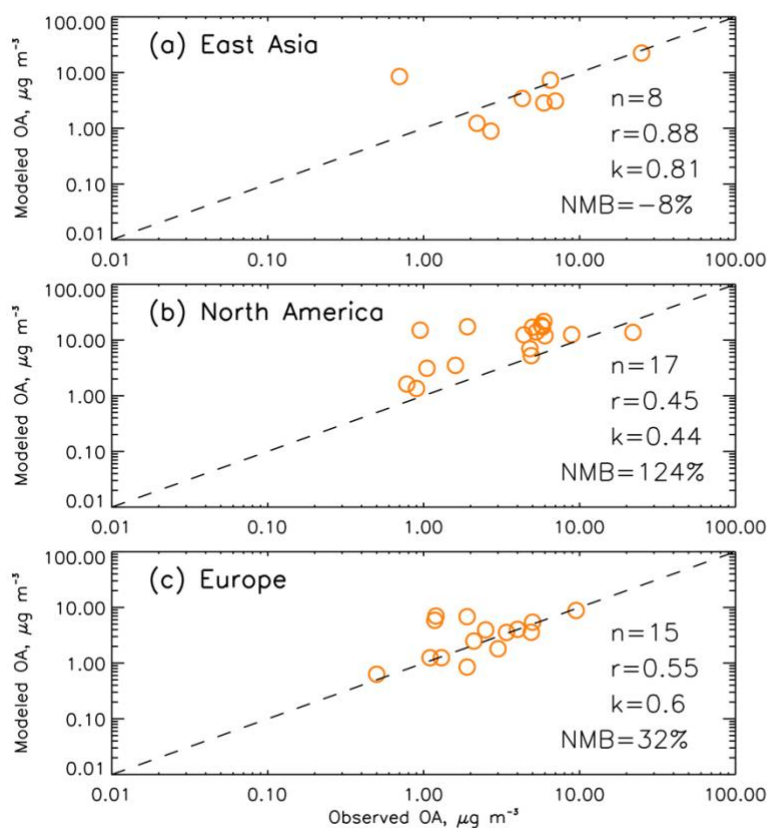 (a) East Asia
Modeled OA, μg m⁻³
100.00
10.00
1.00
0.10
0.01
n=8
r=0.88
k=0.81
NMB=−8%
0.01 0.10 1.00 10.00 100.00
(b) North America
Modeled OA, μg m⁻³
100.00
10.00
1.00
0.10
0.01
n=17
r=0.45
k=0.44
NMB=124%
0.01 0.10 1.00 10.00 100.00
(c) Europe
Modeled OA, μg m⁻³
100.00
10.00
1.00
0.10
0.01
n=15
r=0.55
k=0.6
NMB=32%
0.01 0.10 1.00 10.00 100.00
Observed OA, μg m⁻³